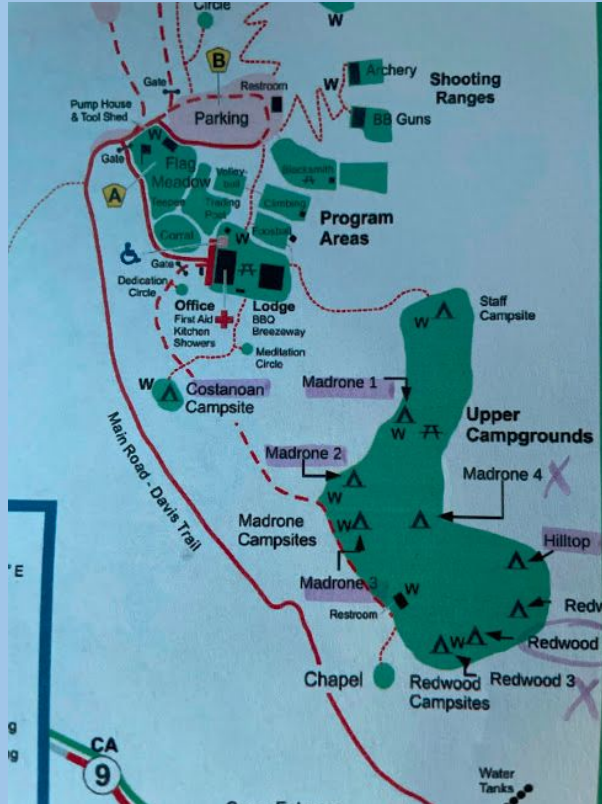 Circle
W
B
Gate
Restroom
Archery
W
Shooting
Ranges
Pump House
& Tool Shed
Parking
BB Guns
W
Gate
Flag
Meadow
Volley-
ball
Blacksmith
A
Teepee
Trading
Post
Climbing
Program
Areas
Corral
Foosball
W
Gate
Dedication
Circle
Office
First Aid
Kitchen
Showers
Lodge
BBQ
Breezeway
Staff
Campsite
W
Meditation
Circle
W
Costanoan
Campsite
Madrone 1
W
Upper
Campgrounds
Madrone 2
W
Madrone 4
Main Road - Davis Trail
Madrone
Campsites
W
Hilltop
E
Madrone 3
W
Restroom
Redw
W
Redwood
Chapel
Redwood
Campsites
Redwood 3
CA
9
Water
Tanks